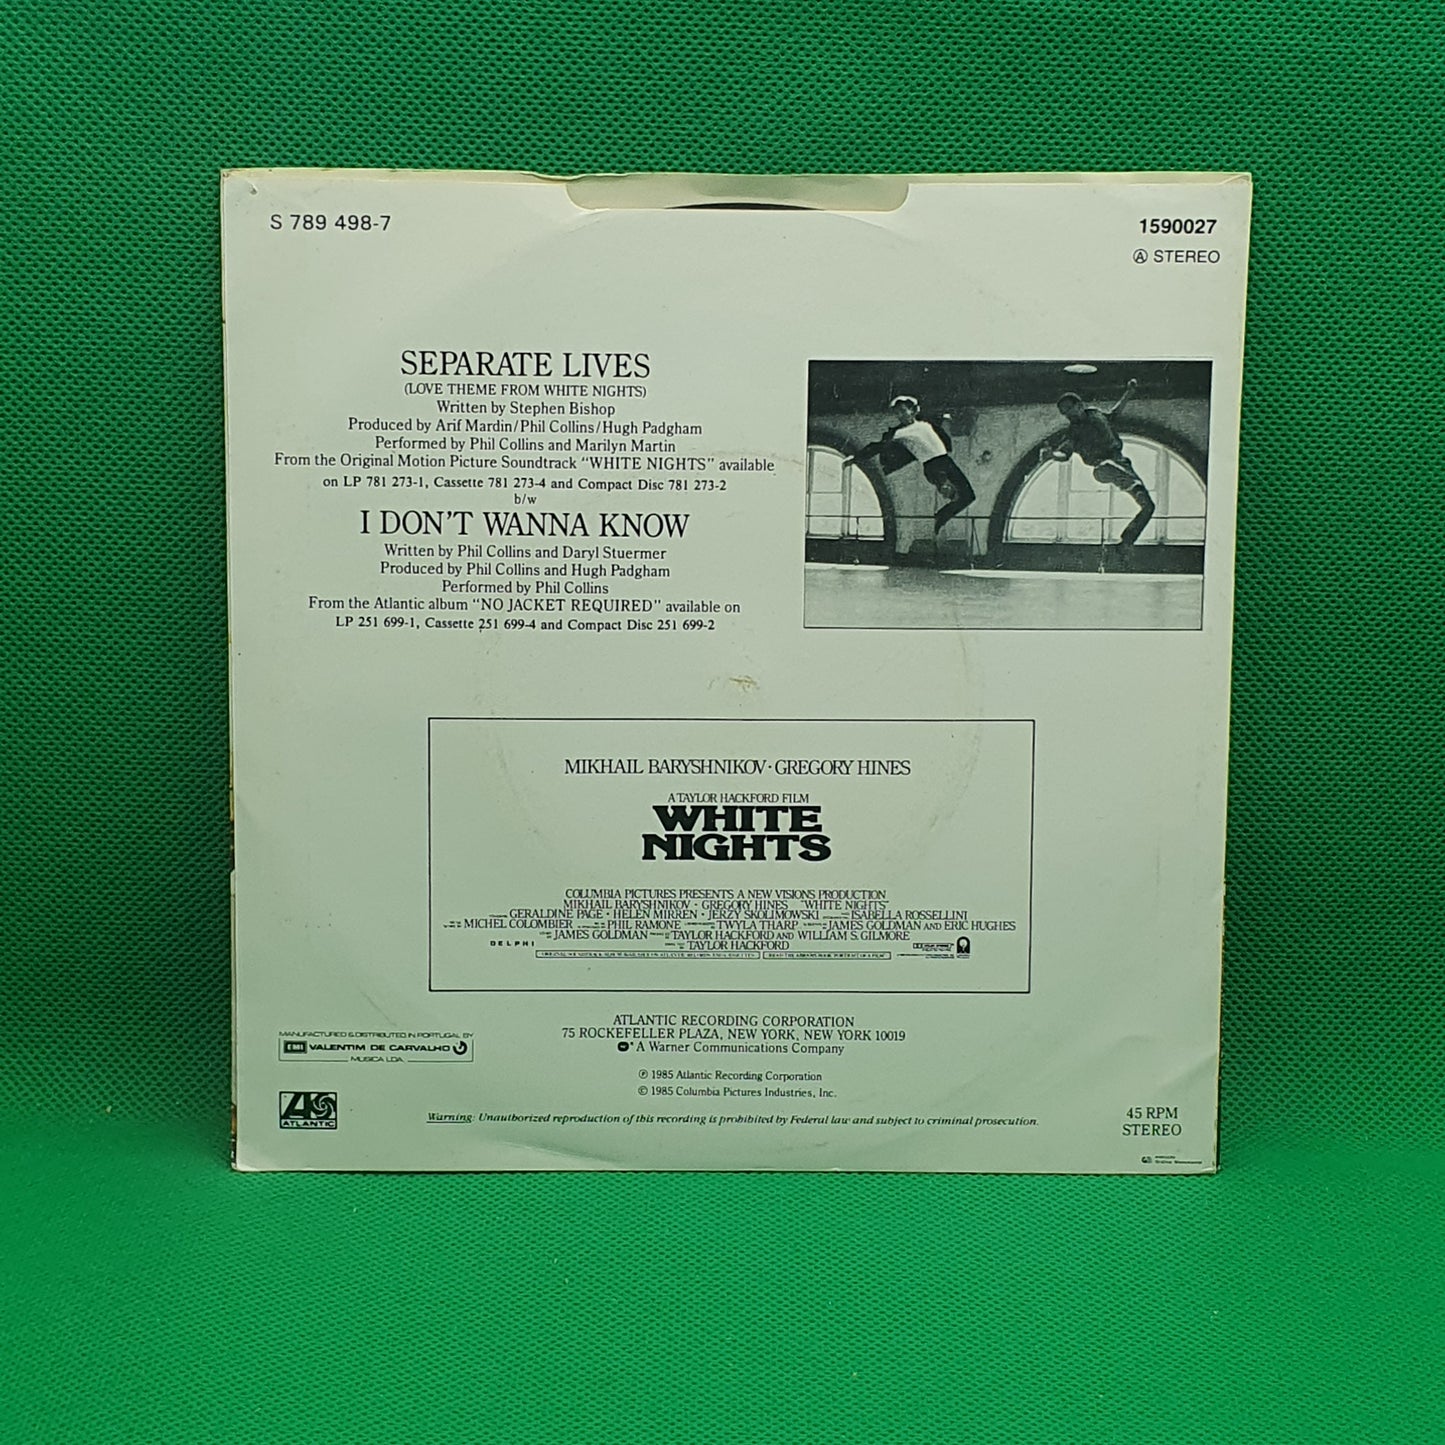 S 789 498-7
1590027
Ⓐ STEREO
SEPARATE LIVES
(LOVE THEME FROM WHITE NIGHTS)
Written by Stephen Bishop
Produced by Arif Mardin/Phil Collins/Hugh Padgham
Performed by Phil Collins and Marilyn Martin
From the Original Motion Picture Soundtrack "WHITE NIGHTS" available
on LP 781 273-1, Cassette 781 273-4 and Compact Disc 781 273-2
b/w
I DON'T WANNA KNOW
Written by Phil Collins and Daryl Stuermer
Produced by Phil Collins and Hugh Padgham
Performed by Phil Collins
From the Atlantic album "NO JACKET REQUIRED" available on
LP 251 699-1, Cassette 251 699-4 and Compact Disc 251 699-2
MIKHAIL BARYSHNIKOV · GREGORY HINES
A TAYLOR HACKFORD FILM
WHITE
NIGHTS
COLUMBIA PICTURES PRESENTS A NEW VISIONS PRODUCTION
MIKHAIL BARYSHNIKOV · GREGORY HINES "WHITE NIGHTS"
GERALDINE PAGE · HELEN MIRREN · JERZY SKOLIMOWSKI ISABELLA ROSSELLINI
MICHEL COLOMBIER PHIL RAMONE TWYLA THARP JAMES GOLDMAN AND ERIC HUGHES
JAMES GOLDMAN TAYLOR HACKFORD AND WILLIAM S. GILMORE
DELPHI TAYLOR HACKFORD
ATLANTIC RECORDING CORPORATION
75 ROCKEFELLER PLAZA, NEW YORK, NEW YORK 10019
A Warner Communications Company
℗ 1985 Atlantic Recording Corporation
© 1985 Columbia Pictures Industries, Inc.
MANUFACTURED & DISTRIBUTED IN PORTUGAL BY
EMI VALENTIM DE CARVALHO
MUSICA LDA.
ATLANTIC
Warning: Unauthorized reproduction of this recording is prohibited by Federal law and subject to criminal prosecution.
45 RPM
STEREO